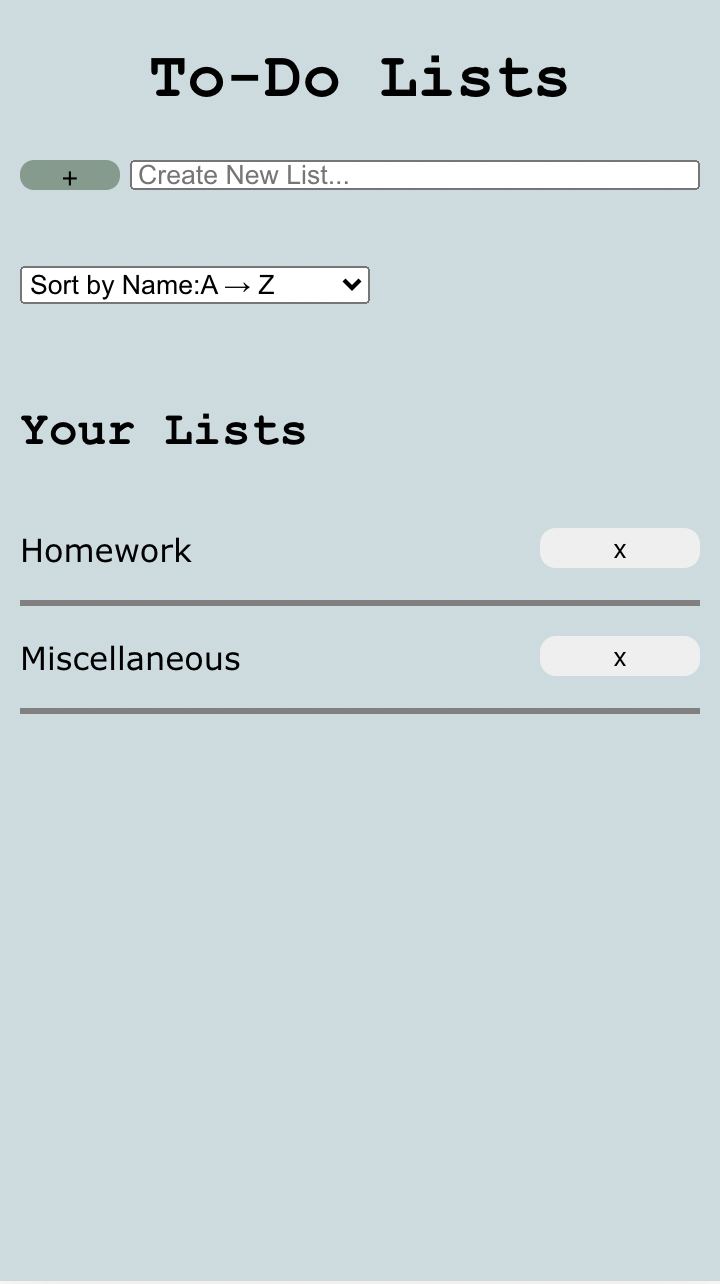 To-Do Lists
+ Create New List...
Sort by Name:A → Z
Your Lists
Homework x
Miscellaneous x